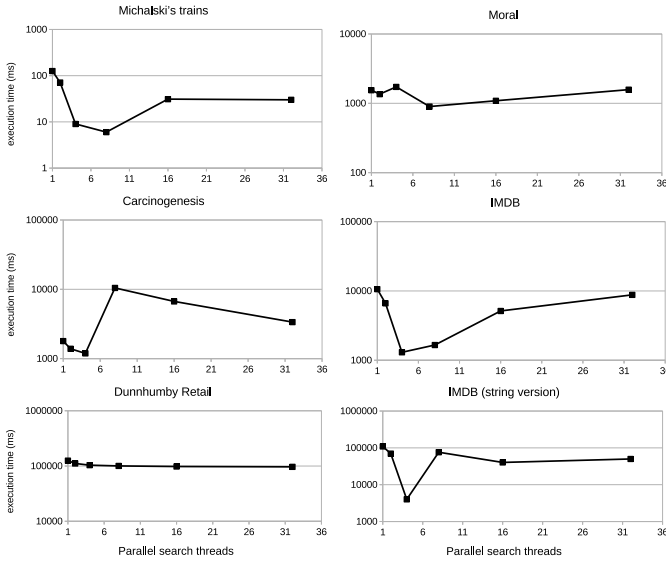 Michalski's trains
execution time (ms)
1000
100
10
1
1 6 11 16 21 26 31 36
Moral
10000
1000
100
1 6 11 16 21 26 31 36
Carcinogenesis
execution time (ms)
100000
10000
1000
1 6 11 16 21 26 31 36
IMDB
100000
10000
1000
1 6 11 16 21 26 31 36
Dunnhumby Retail
execution time (ms)
1000000
100000
10000
1 6 11 16 21 26 31 36
Parallel search threads
IMDB (string version)
1000000
100000
10000
1000
1 6 11 16 21 26 31 36
Parallel search threads